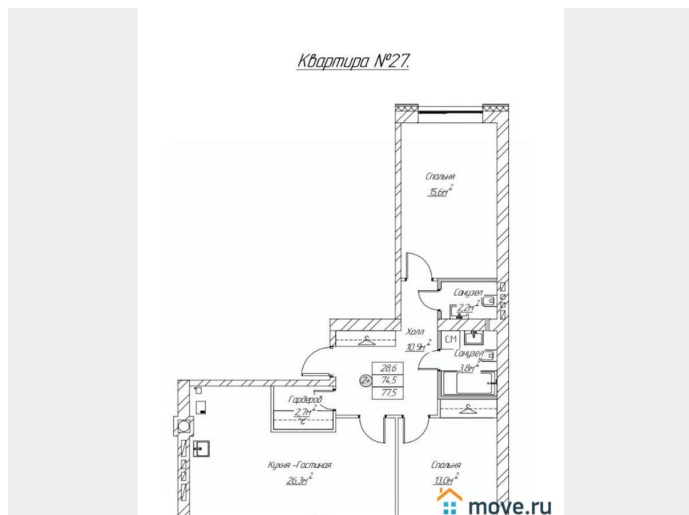 Квартира №27.
Спальня
15.6м²
Санузел
2.2м²
Холл
10.9м²
СМ
Санузел
3.8м²
28,6
74,5
77,5
2к
Гардероб
2.7м²
Кухня-Гостиная
26.3м²
Спальня
13.0м²
move.ru